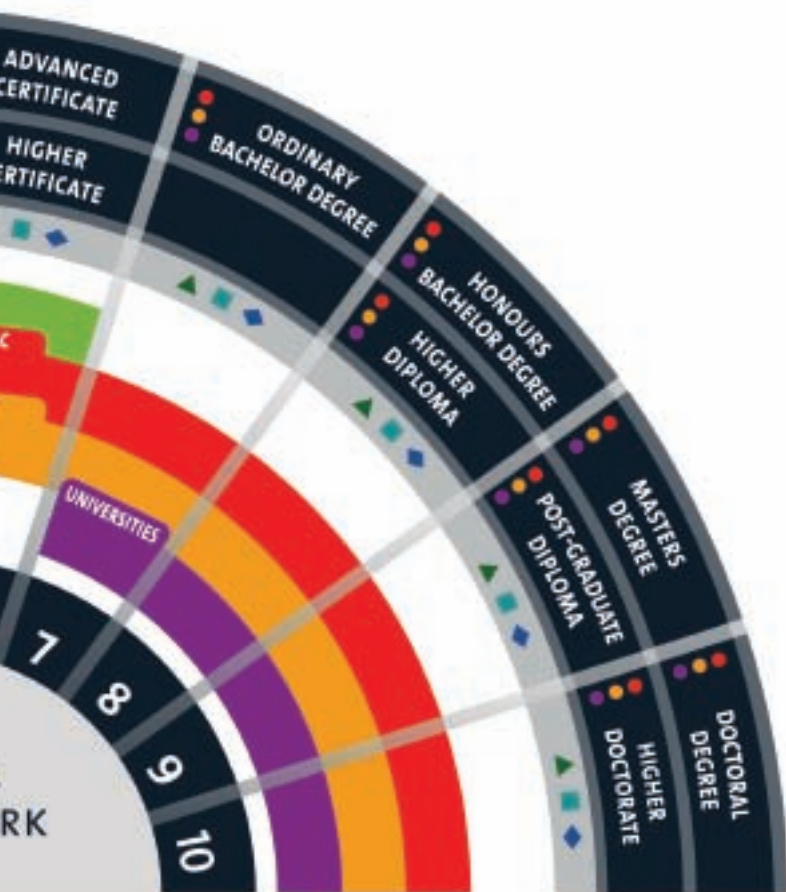 ADVANCED
CERTIFICATE
HIGHER
ERTIFICATE
ORDINARY
BACHELOR DEGREE
HONOURS
BACHELOR DEGREE
HIGHER
DIPLOMA
MASTERS
DEGREE
POST-GRADUATE
DIPLOMA
DOCTORAL
DEGREE
HIGHER
DOCTORATE
C
UNIVERSITIES
7
8
9
10
RK